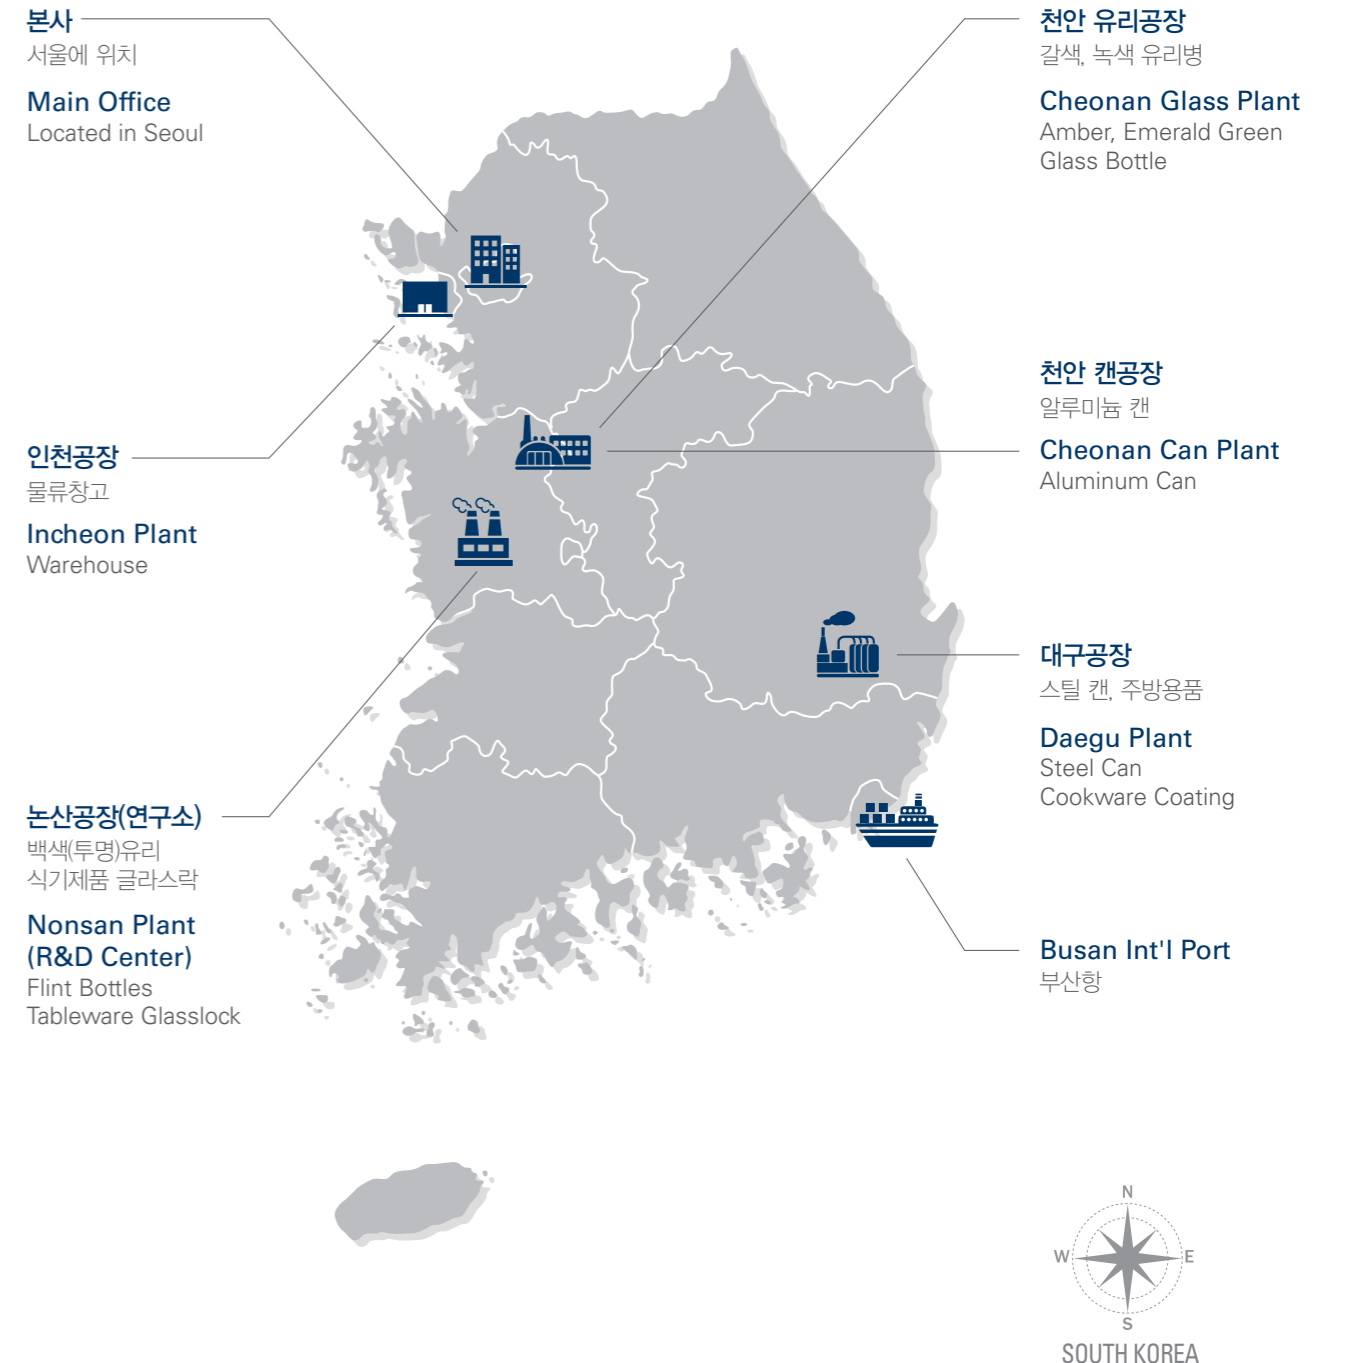 본사
서울에 위치
Main Office
Located in Seoul
인천공장
물류창고
Incheon Plant
Warehouse
논산공장(연구소)
백색(투명)유리
식기제품 글라스락
Nonsan Plant
(R&D Center)
Flint Bottles
Tableware Glasslock
천안 유리공장
갈색, 녹색 유리병
Cheonan Glass Plant
Amber, Emerald Green
Glass Bottle
천안 캔공장
알루미늄 캔
Cheonan Can Plant
Aluminum Can
대구공장
스틸 캔, 주방용품
Daegu Plant
Steel Can
Cookware Coating
Busan Int'l Port
부산항
N
W
E
S
SOUTH KOREA